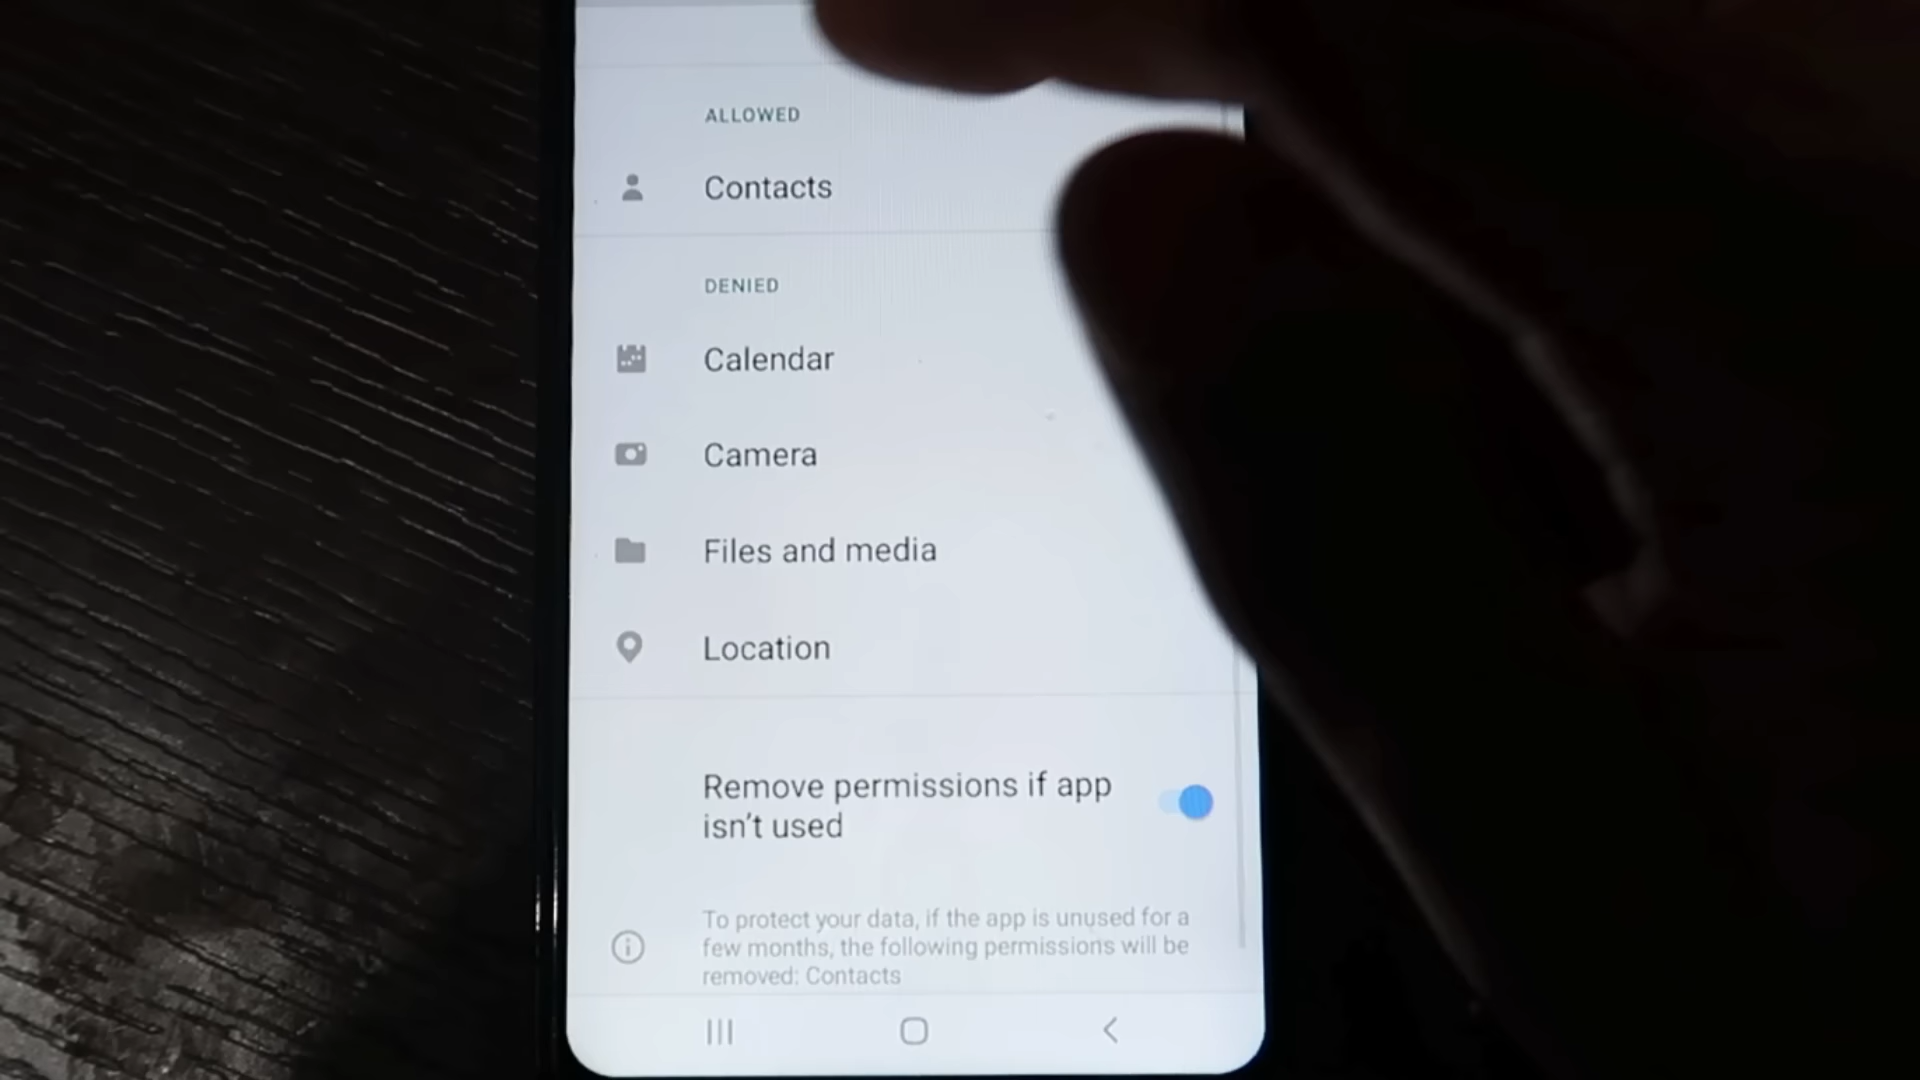 ALLOWED
Contacts
DENIED
Calendar
Camera
Files and media
Location
Remove permissions if app
isn't used
To protect your data, if the app is unused for a
few months, the following permissions will be
removed: Contacts